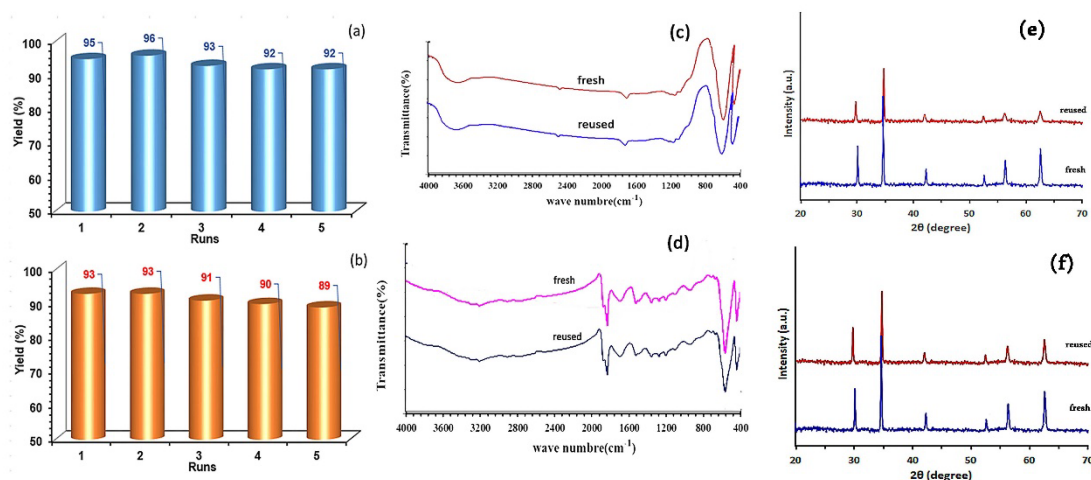 (a)
Yield (%)
100
90
80
70
60
50
95
96
93
92
92
1 2 3 4 5
Runs
(b)
Yield (%)
100
90
80
70
60
50
93
93
91
90
89
1 2 3 4 5
Runs
(c)
Transmittance(%)
fresh
reused
4000 3600 3200 2800 2400 2000 1600 1200 800 400
wave numbre(cm⁻¹)
(d)
Transmittance(%)
fresh
reused
4000 3600 3200 2800 2400 2000 1600 1200 800 400
wave numbre(cm⁻¹)
(e)
Intensity (a.u.)
reused
fresh
20 30 40 50 60 70
2θ (degree)
(f)
Intensity (a.u.)
reused
fresh
20 30 40 50 60 70
2θ (degree)